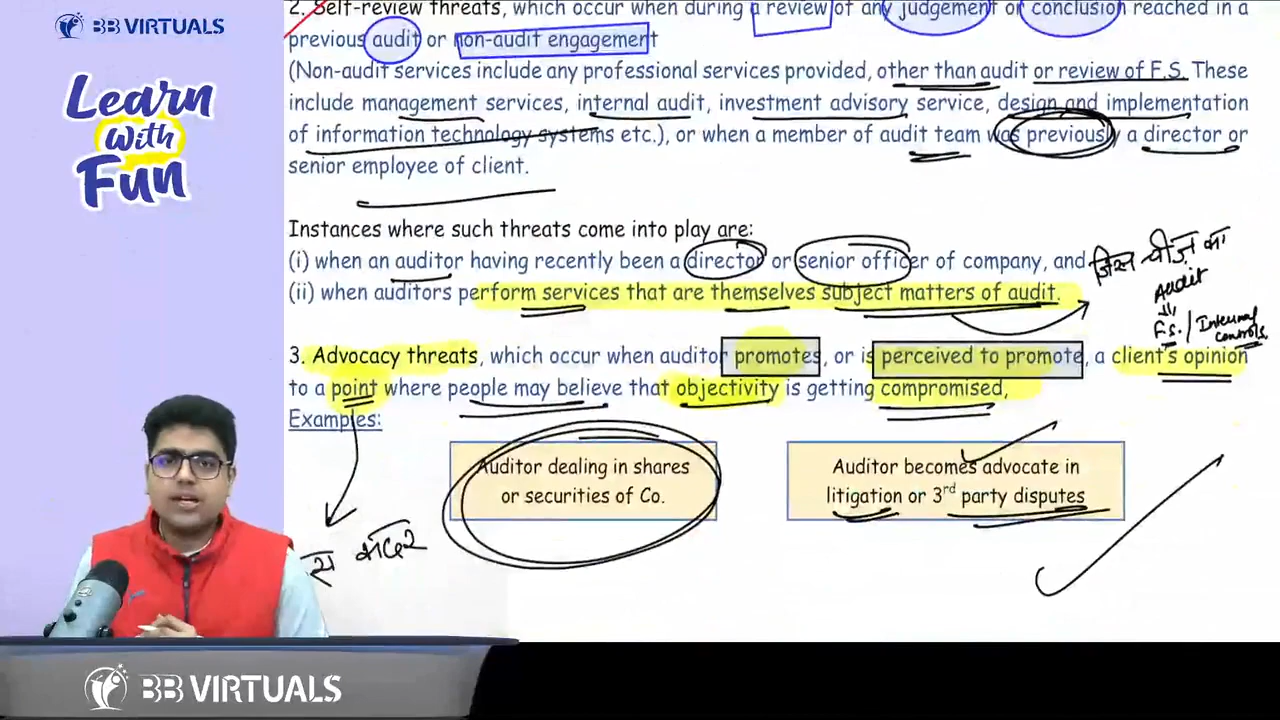 BB VIRTUALS
Learn
With
Fun
2. Self-review threats, which occur when during a review of any judgement or conclusion reached in a
previous audit or non-audit engagement
(Non-audit services include any professional services provided, other than audit or review of F.S. These
include management services, internal audit, investment advisory service, design and implementation
of information technology systems etc.), or when a member of audit team was previously a director or
senior employee of client.
Instances where such threats come into play are:
(i) when an auditor having recently been a director or senior officer of company, and
(ii) when auditors perform services that are themselves subject matters of audit.
जिस चीज़ का
Audit
F.S. / Internal
controls
3. Advocacy threats, which occur when auditor promotes, or is perceived to promote, a client's opinion
to a point where people may believe that objectivity is getting compromised,
Examples:
Auditor dealing in shares
or securities of Co.
Auditor becomes advocate in
litigation or 3rd party disputes
BB VIRTUALS